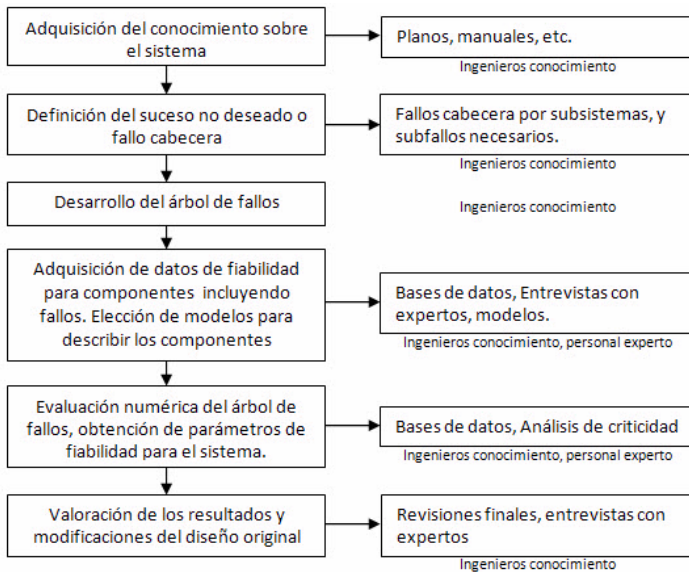 Adquisición del conocimiento sobre
el sistema
Planos, manuales, etc.
Ingenieros conocimiento
Definición del suceso no deseado o
fallo cabecera
Fallos cabecera por subsistemas, y
subfallos necesarios.
Ingenieros conocimiento
Desarrollo del árbol de fallos
Ingenieros conocimiento
Adquisición de datos de fiabilidad
para componentes incluyendo
fallos. Elección de modelos para
describir los componentes
Bases de datos, Entrevistas con
expertos, modelos.
Ingenieros conocimiento, personal experto
Evaluación numérica del árbol de
fallos, obtención de parámetros de
fiabilidad para el sistema.
Bases de datos, Análisis de criticidad
Ingenieros conocimiento, personal experto
Valoración de los resultados y
modificaciones del diseño original
Revisiones finales, entrevistas con
expertos
Ingenieros conocimiento